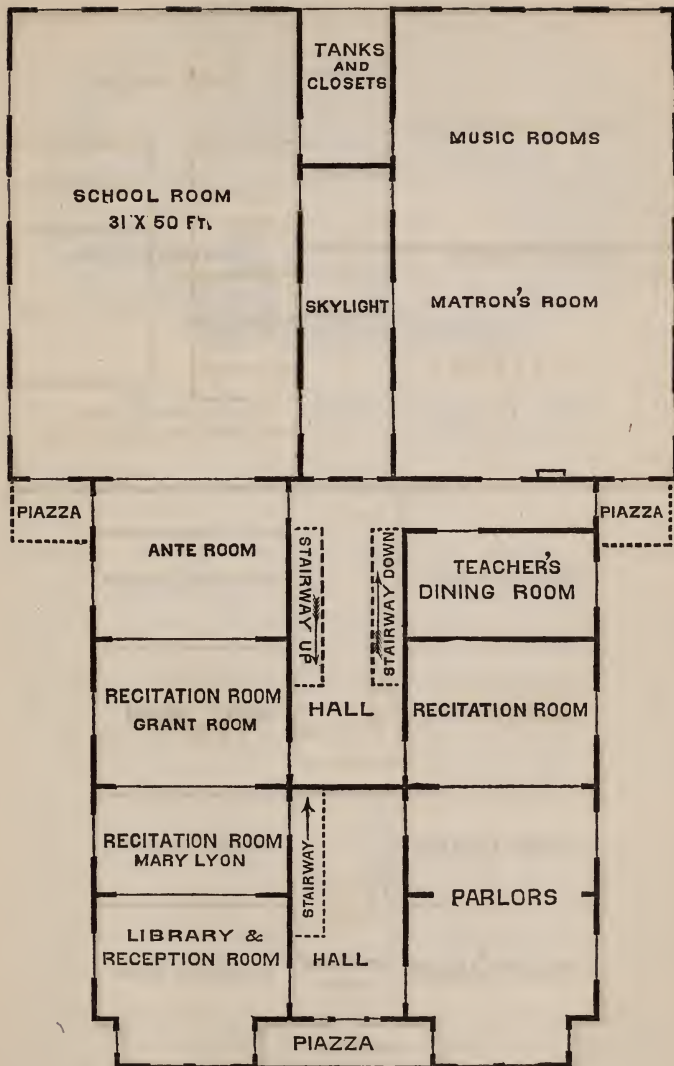 TANKS
AND
CLOSETS
MUSIC ROOMS
SCHOOL ROOM
31 X 50 FT.
SKYLIGHT
MATRON'S ROOM
PIAZZA
ANTE ROOM
STAIRWAY UP
STAIRWAY DOWN
TEACHER'S
DINING ROOM
PIAZZA
RECITATION ROOM
GRANT ROOM
HALL
RECITATION ROOM
RECITATION ROOM
MARY LYON
STAIRWAY
PARLORS
LIBRARY &
RECEPTION ROOM
HALL
PIAZZA